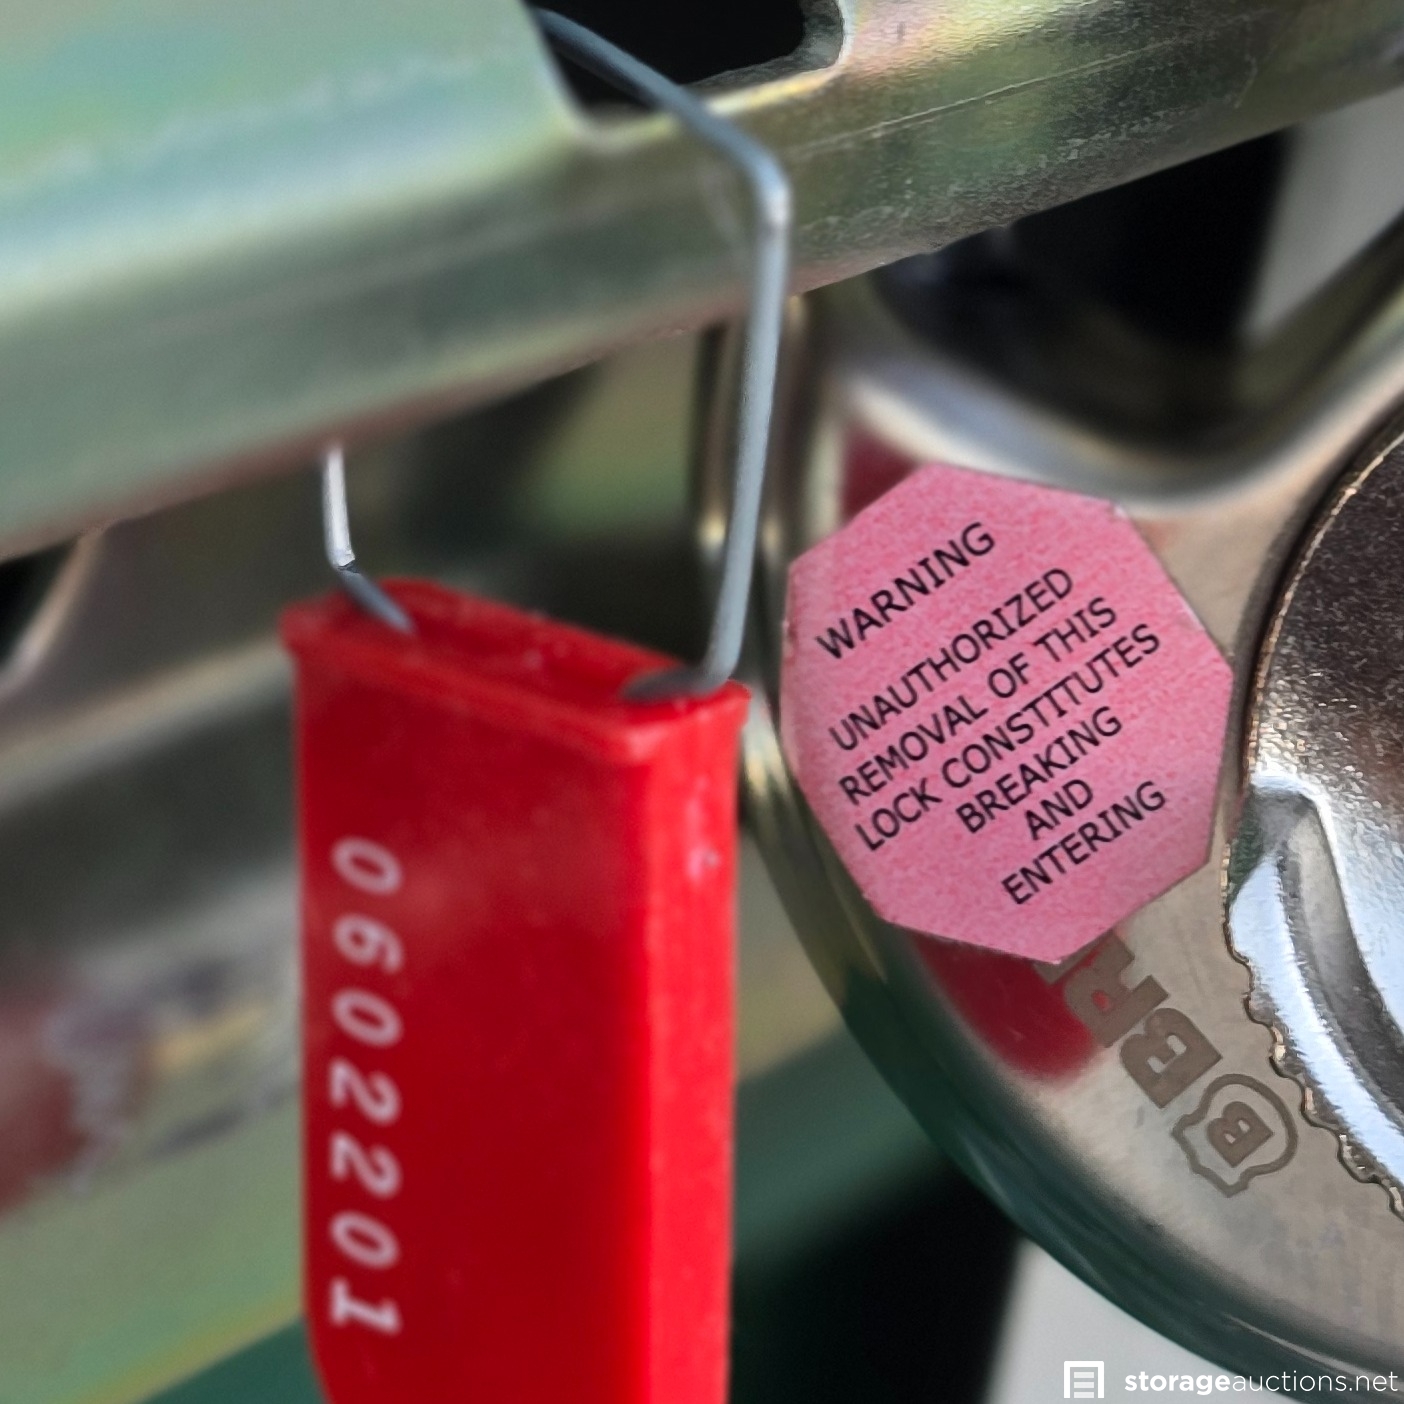 WARNING
UNAUTHORIZED
REMOVAL OF THIS
LOCK CONSTITUTES
BREAKING
AND
ENTERING
0602201
B
storageauctions.net